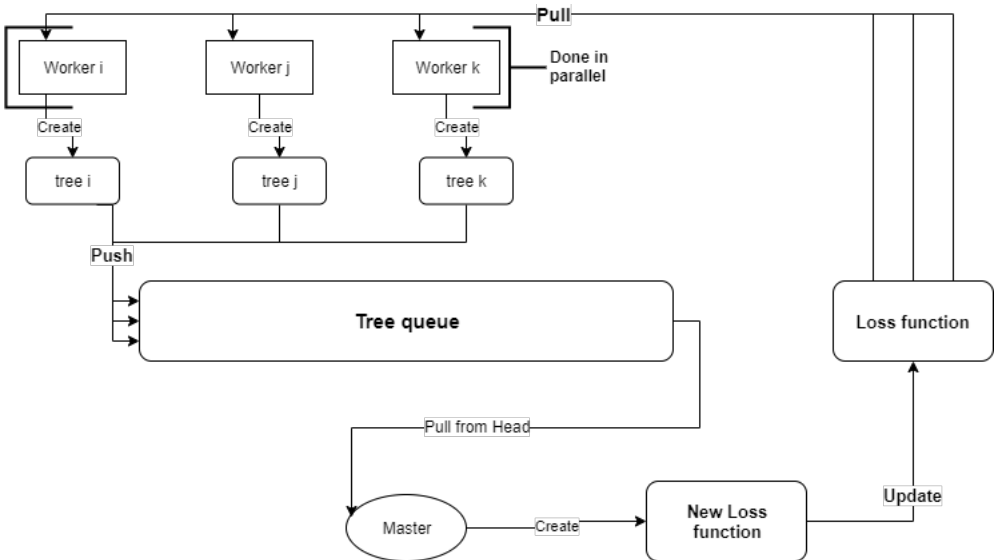 Pull
Worker i
Worker j
Worker k
Done in
parallel
Create
Create
Create
tree i
tree j
tree k
Push
Tree queue
Loss function
Pull from Head
Update
Master
Create
New Loss
function